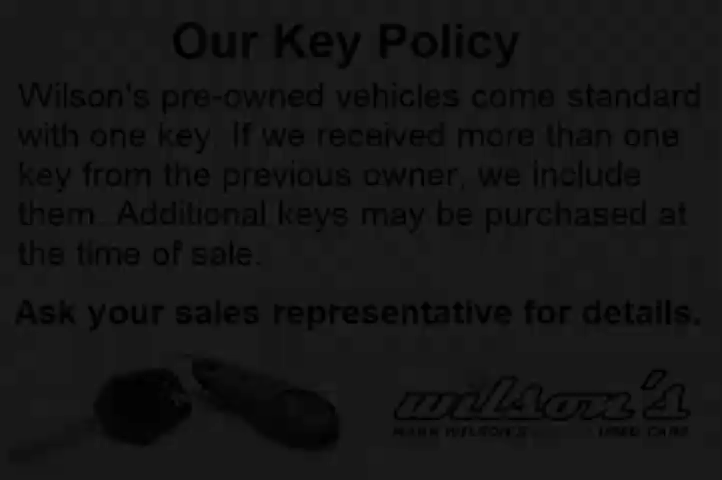 Our Key Policy
Wilson's pre-owned vehicles come standard
with one key. If we received more than one
key from the previous owner, we include
them. Additional keys may be purchased at
the time of sale.
Ask your sales representative for details.
wilson's
USED CARS